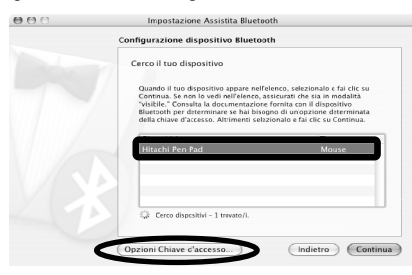 Impostazione Assistita Bluetooth
Configurazione dispositivo Bluetooth
Cerco il tuo dispositivo
Quando il tuo dispositivo appare nell'elenco, selezionalo e fai clic su
Continua. Se non lo vedi nell'elenco, assicurati che sia in modalità
"visibile." Consulta la documentazione fornita con il dispositivo
Bluetooth per determinare se hai bisogno di un'opzione determinata
della chiave d'accesso. Altrimenti selezionalo e fai clic su Continua.
Hitachi Pen Pad Mouse
Cerco dispositivi – 1 trovato/i.
Opzioni Chiave d'accesso... Indietro Continua